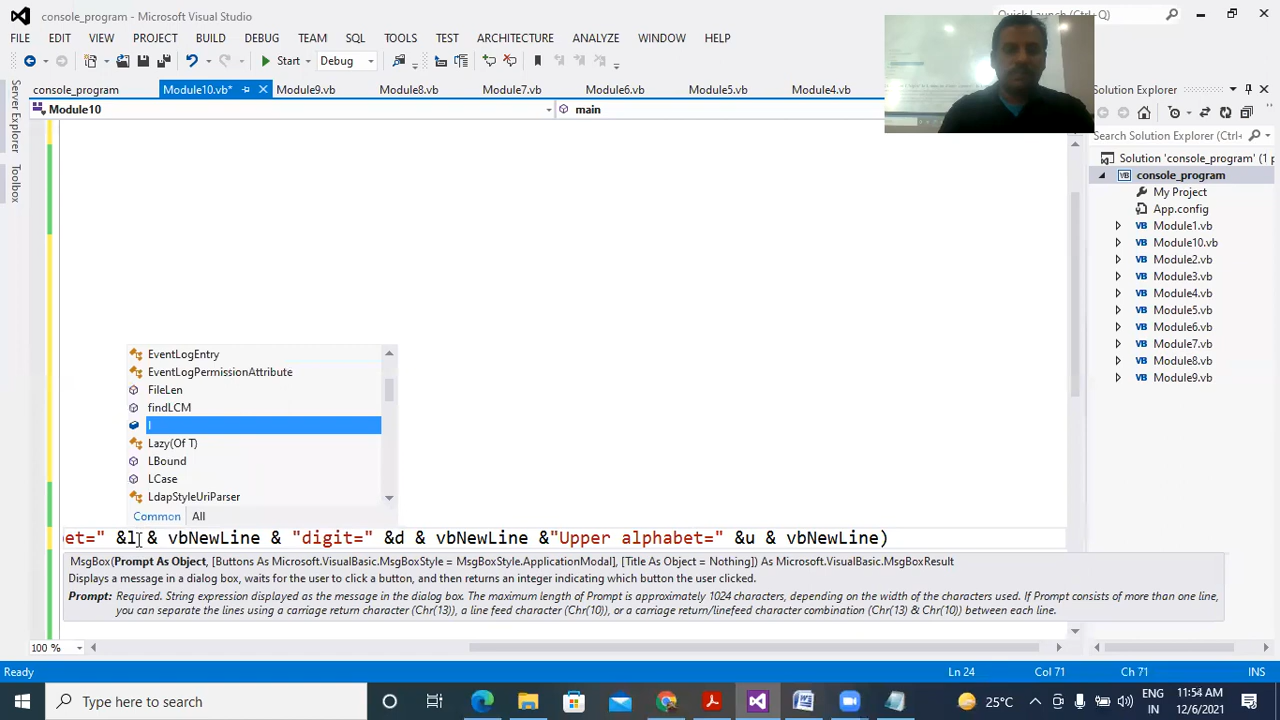 console_program - Microsoft Visual Studio
FILE EDIT VIEW PROJECT BUILD DEBUG TEAM SQL TOOLS TEST ARCHITECTURE ANALYZE WINDOW HELP
Start Debug
console_program Module10.vb* Module9.vb Module8.vb Module7.vb Module6.vb Module5.vb Module4.vb
Solution Explorer
Module10 main
Server Explorer
Toolbox
Search Solution Explorer (Ctrl+
Solution 'console_program' (1 p
console_program
My Project
App.config
Module1.vb
Module10.vb
Module2.vb
Module3.vb
Module4.vb
Module5.vb
Module6.vb
Module7.vb
Module8.vb
Module9.vb
EventLogEntry
EventLogPermissionAttribute
FileLen
findLCM
l
Lazy(Of T)
LBound
LCase
LdapStyleUriParser
Common All
et=" &l & vbNewLine & "digit=" &d & vbNewLine &"Upper alphabet=" &u & vbNewLine)
MsgBox(Prompt As Object, [Buttons As Microsoft.VisualBasic.MsgBoxStyle = MsgBoxStyle.ApplicationModal], [Title As Object = Nothing]) As Microsoft.VisualBasic.MsgBoxResult
Displays a message in a dialog box, waits for the user to click a button, and then returns an integer indicating which button the user clicked.
Prompt: Required. String expression displayed as the message in the dialog box. The maximum length of Prompt is approximately 1024 characters, depending on the width of the characters used. If Prompt consists of more than one line,
you can separate the lines using a carriage return character (Chr(13)), a line feed character (Chr(10)), or a carriage return/linefeed character combination (Chr(13) & Chr(10)) between each line.
100 %
Ready Ln 24 Col 71 Ch 71 INS
Type here to search
25°C
ENG
IN
11:54 AM
12/6/2021